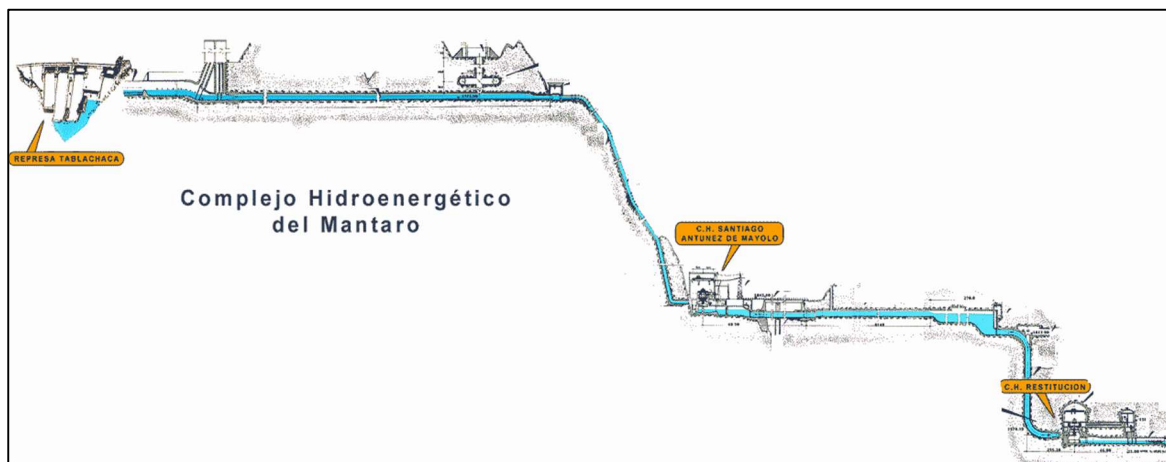 REPRESA TABLACHACA
Complejo Hidroenergético
del Mantaro
C.H. SANTIAGO
ANTUNEZ DE MAYOLO
C.H. RESTITUCION